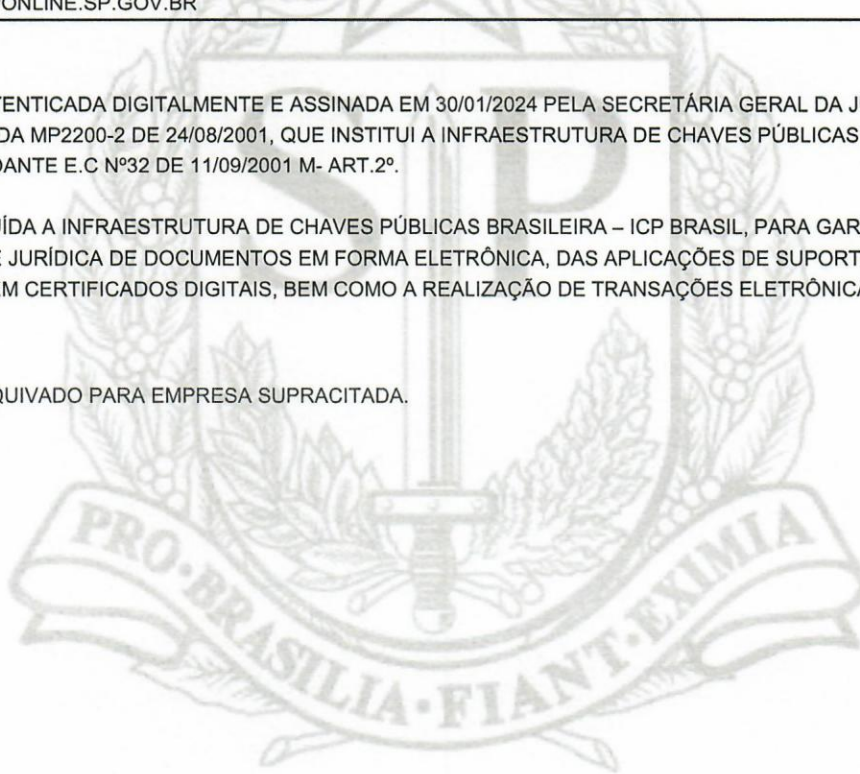 ONLINE.SP.GOV.BR
TENTICADA DIGITALMENTE E ASSINADA EM 30/01/2024 PELA SECRETÁRIA GERAL DA J
DA MP2200-2 DE 24/08/2001, QUE INSTITUI A INFRAESTRUTURA DE CHAVES PÚBLICAS
DANTE E.C Nº32 DE 11/09/2001 M- ART.2º.
ÍDA A INFRAESTRUTURA DE CHAVES PÚBLICAS BRASILEIRA – ICP BRASIL, PARA GAR
E JURÍDICA DE DOCUMENTOS EM FORMA ELETRÔNICA, DAS APLICAÇÕES DE SUPORT
EM CERTIFICADOS DIGITAIS, BEM COMO A REALIZAÇÃO DE TRANSAÇÕES ELETRÔNICA
QUIVADO PARA EMPRESA SUPRACITADA.
SP
PRO·BRASILIA·FIANT·EXIMIA